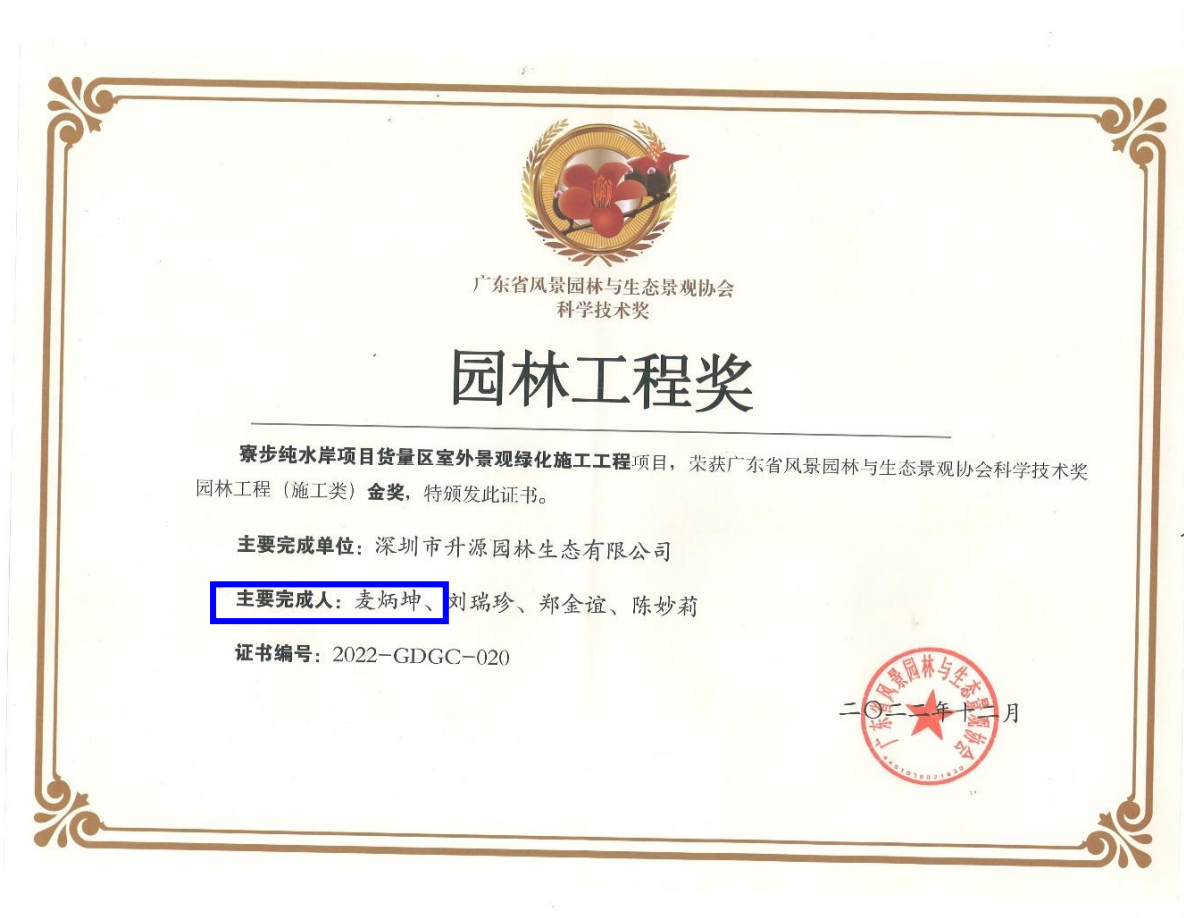 广东省风景园林与生态景观协会
科学技术奖
园林工程奖
寮步纯水岸项目货量区室外景观绿化施工工程项目，荣获广东省风景园林与生态景观协会科学技术奖
园林工程（施工类）金奖，特颁发此证书。
主要完成单位：深圳市升源园林生态有限公司
主要完成人：麦炳坤、刘瑞珍、郑金谊、陈妙莉
证书编号：2022-GDGC-020
二〇二二年十二月
广东省风景园林与生态景观协会